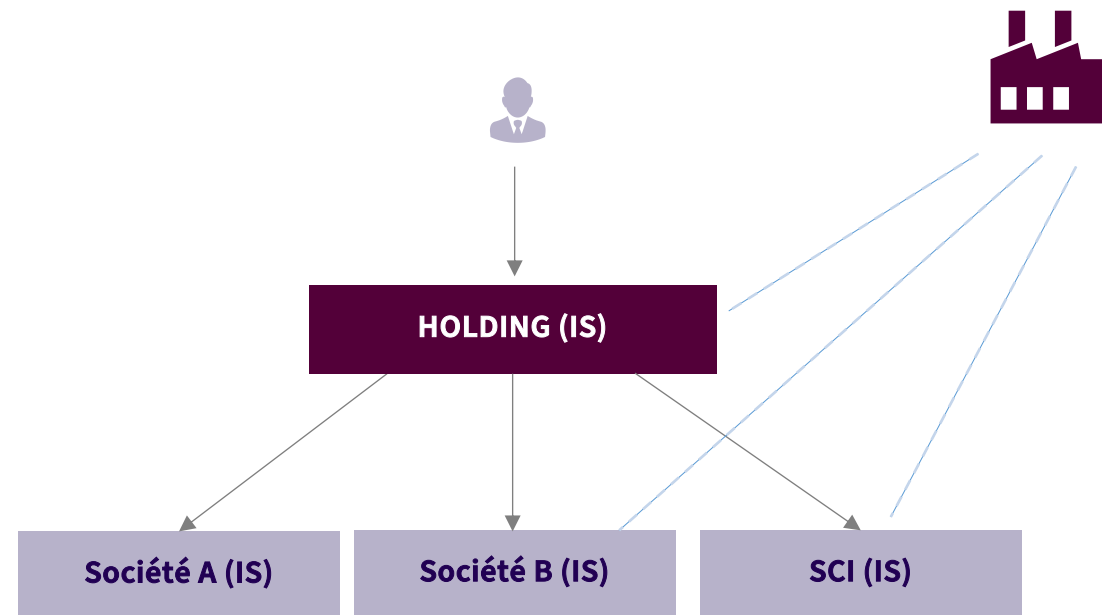 HOLDING (IS)
Société A (IS)
Société B (IS)
SCI (IS)